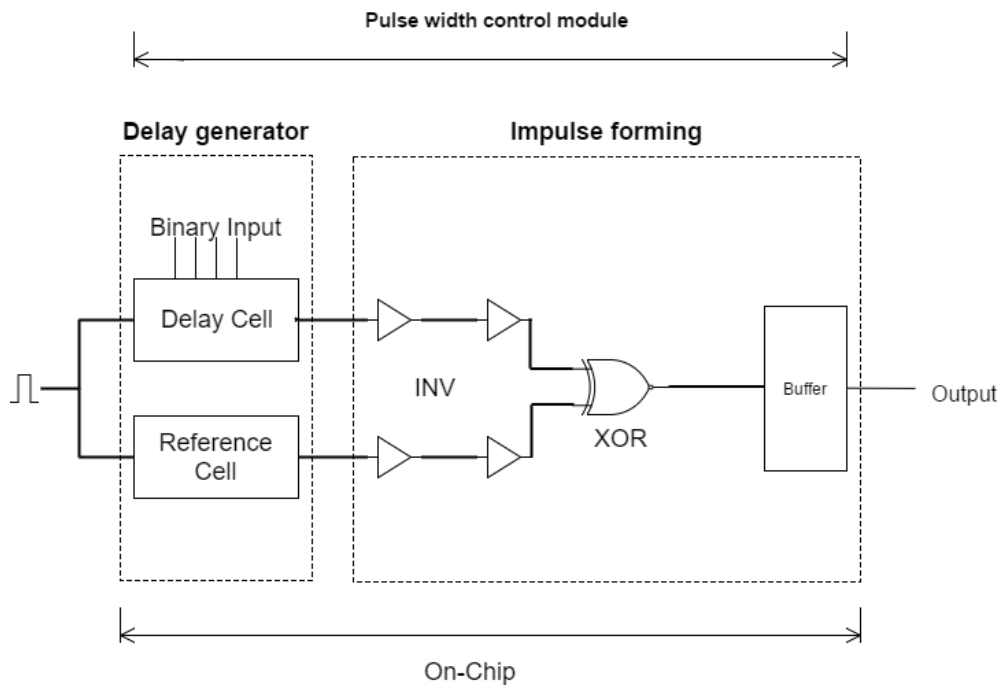 Pulse width control module
Delay generator
Impulse forming
Binary Input
Delay Cell
INV
Reference
Cell
XOR
Buffer
Output
On-Chip